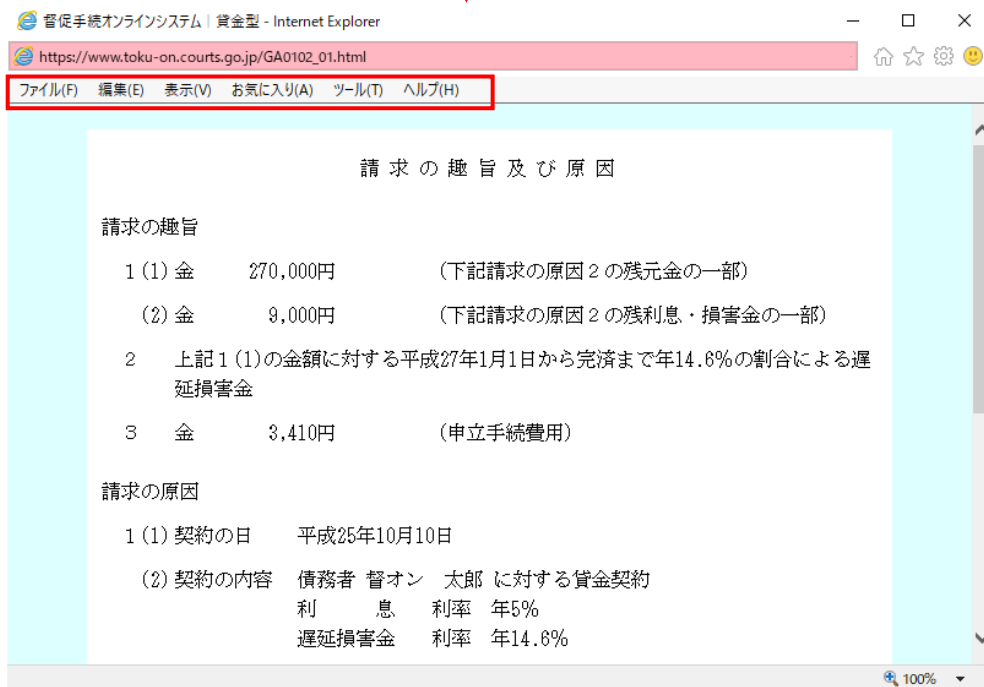 督促手続オンラインシステム｜貸金型 - Internet Explorer
https://www.toku-on.courts.go.jp/GA0102_01.html
ファイル(F) 編集(E) 表示(V) お気に入り(A) ツール(T) ヘルプ(H)
請 求 の 趣 旨 及 び 原 因
請求の趣旨
1(1) 金 270,000円 (下記請求の原因2の残元金の一部)
(2) 金 9,000円 (下記請求の原因2の残利息・損害金の一部)
2 上記1(1)の金額に対する平成27年1月1日から完済まで年14.6%の割合による遅
延損害金
3 金 3,410円 (申立手続費用)
請求の原因
1(1) 契約の日 平成25年10月10日
(2) 契約の内容 債務者 督オン 太郎 に対する貸金契約
利 息 利率 年5%
遅延損害金 利率 年14.6%
100%